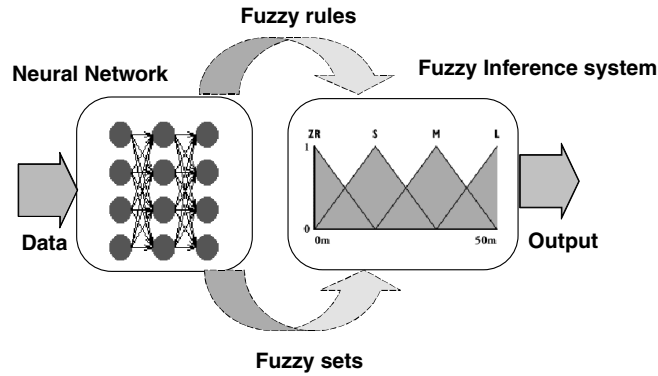 Fuzzy rules
Neural Network
Fuzzy Inference system
ZR S M L
1
0
0m 50m
Data
Output
Fuzzy sets